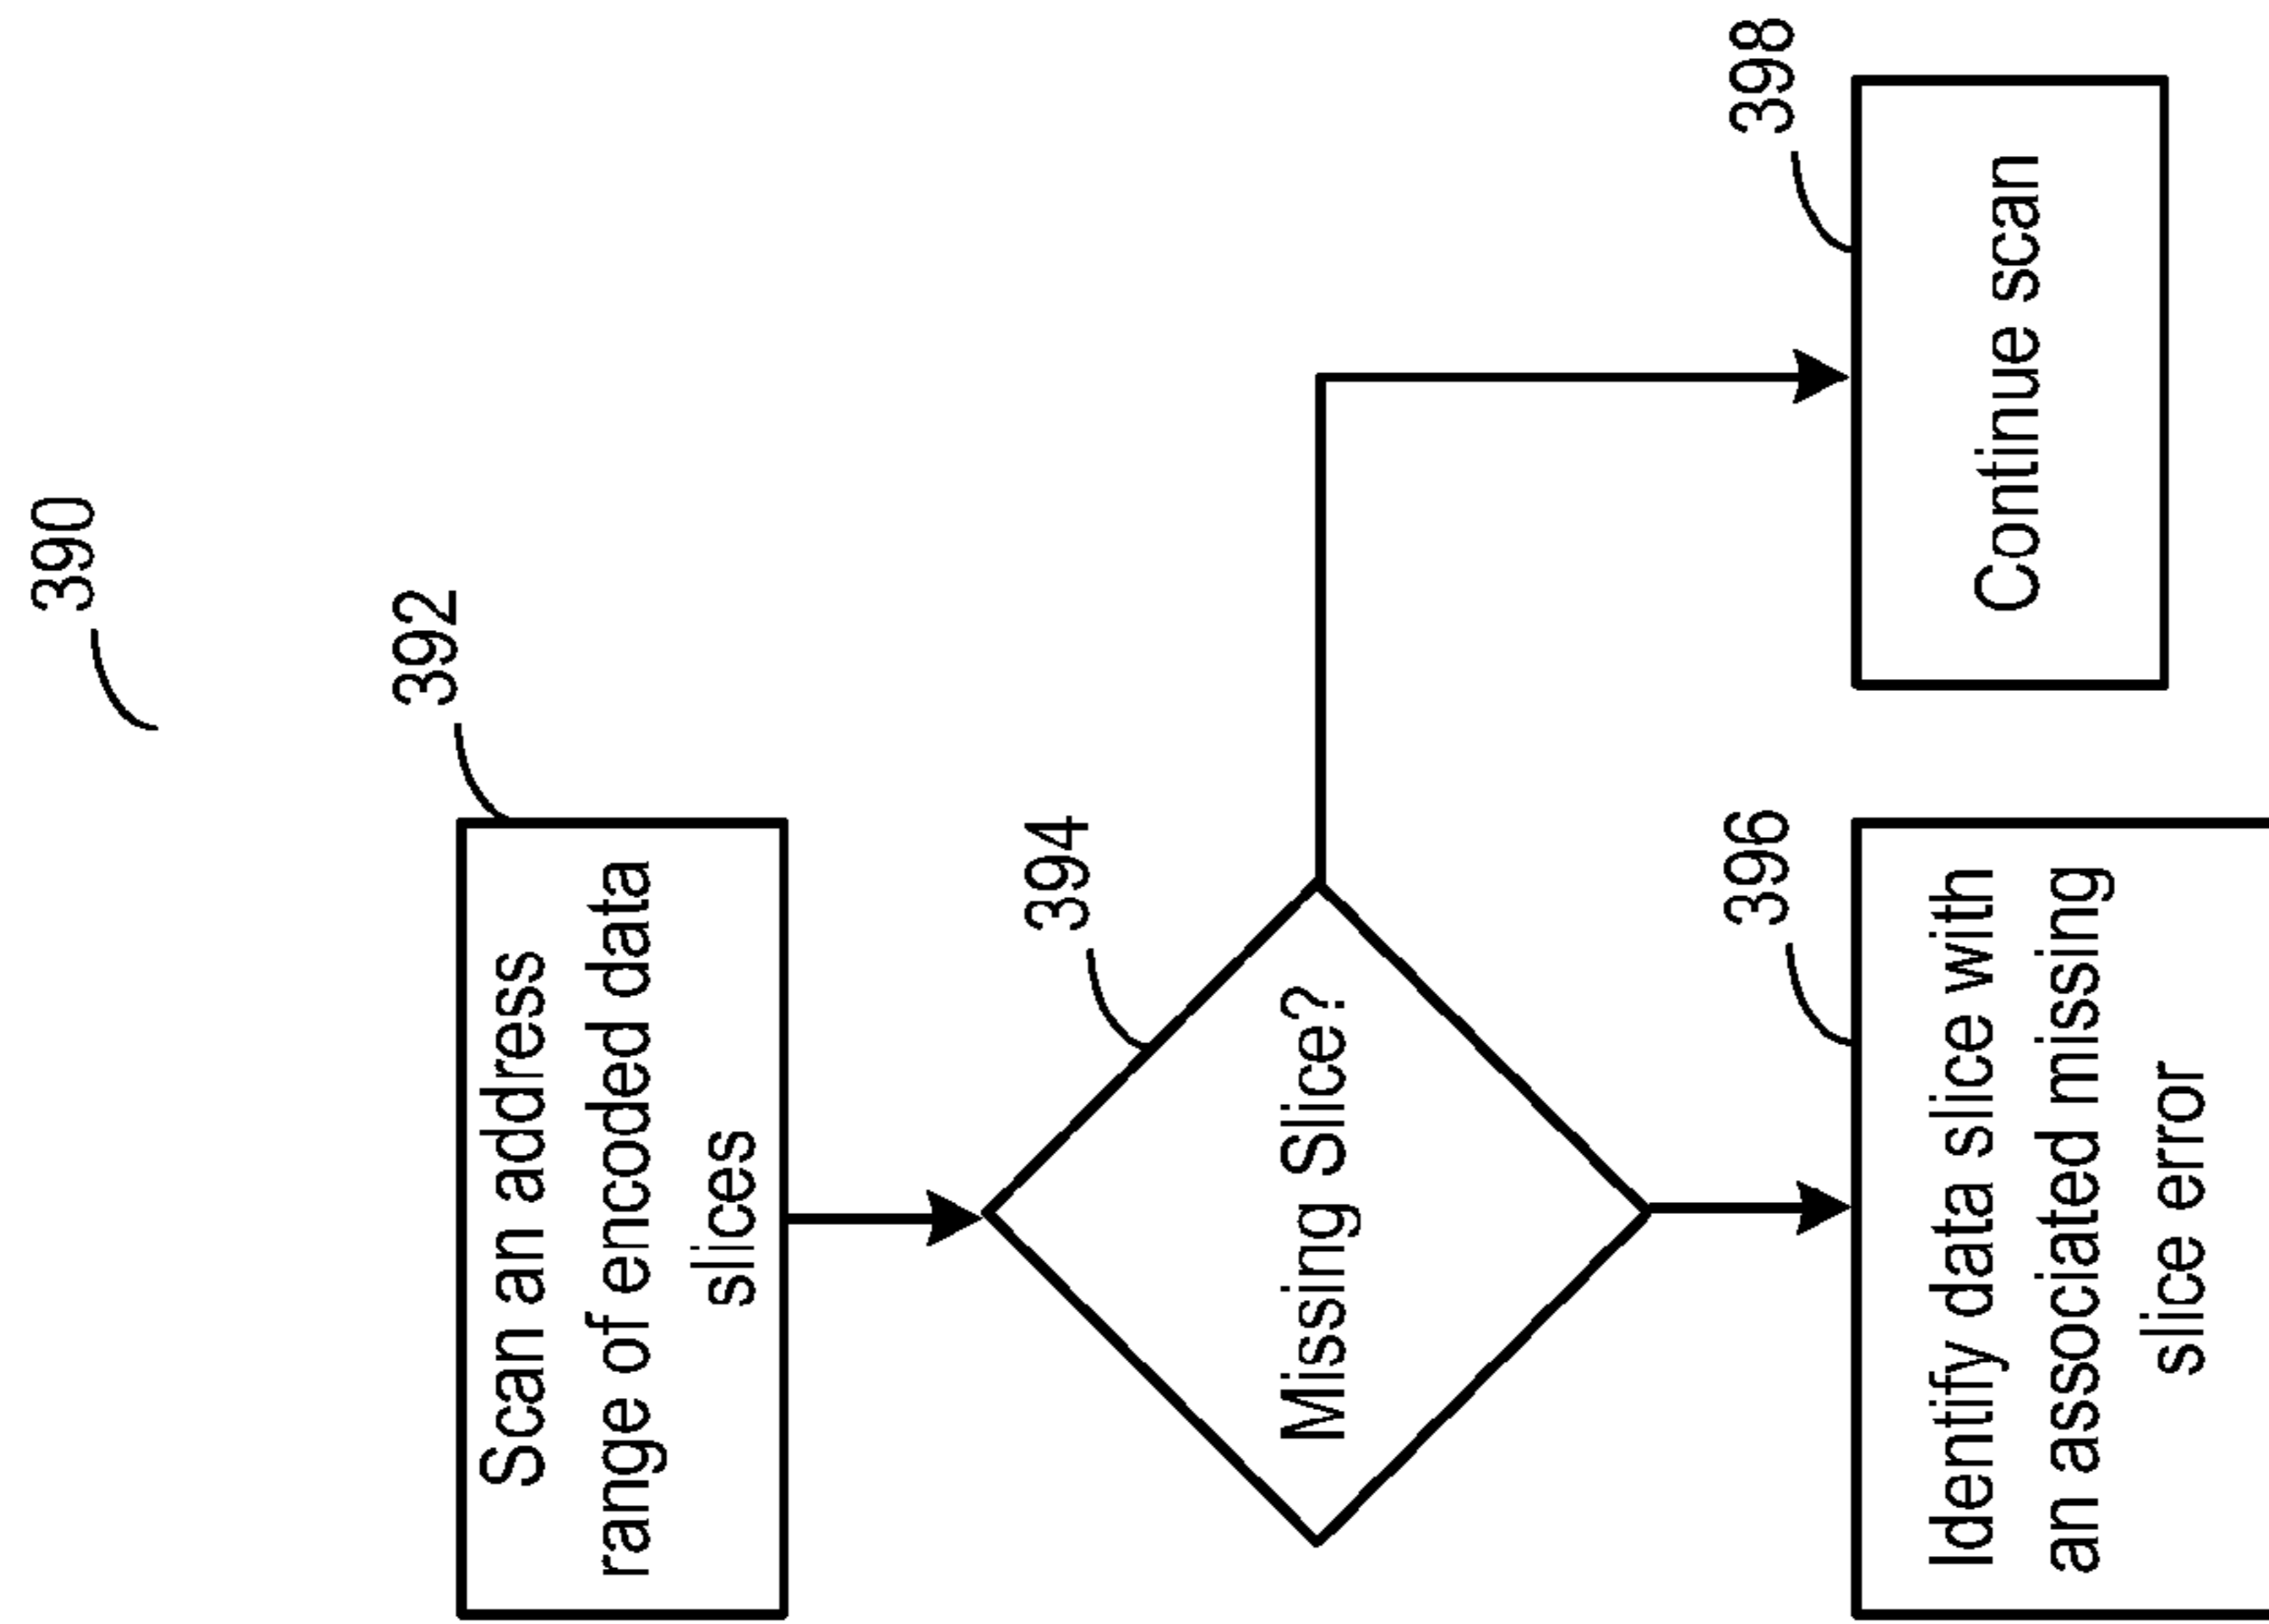 390
392
Scan an address
range of encoded data
slices
394
Missing Slice?
396
Identify data slice with
an associated missing
slice error
398
Continue scan